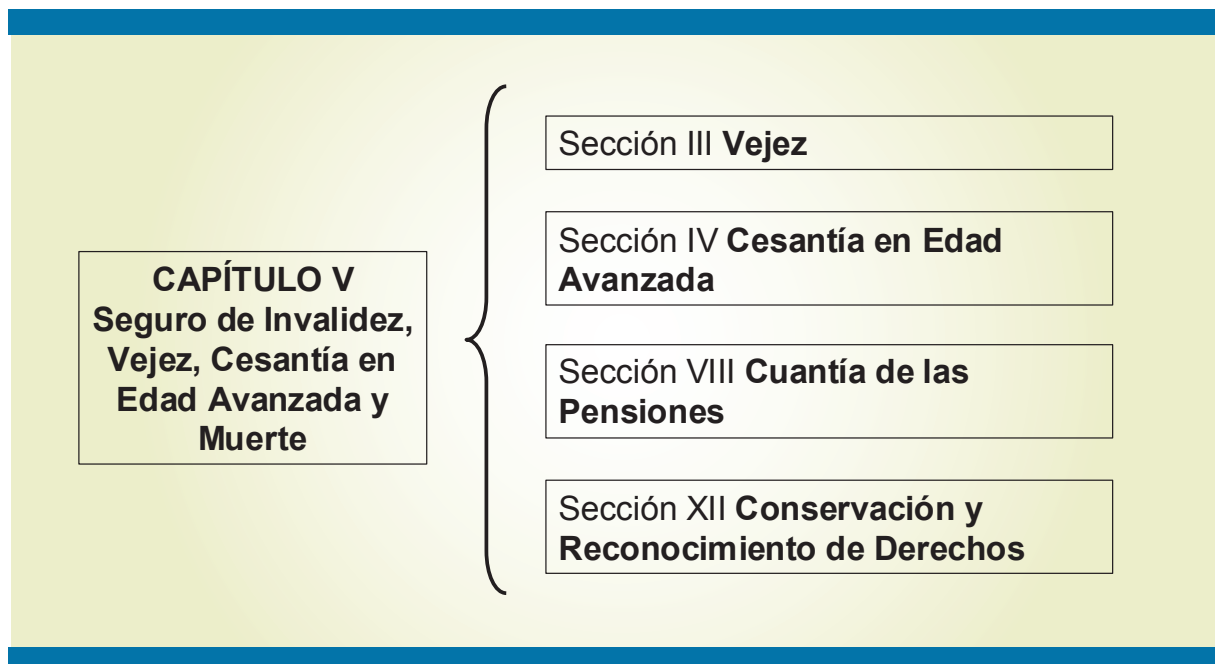 CAPÍTULO V
Seguro de Invalidez,
Vejez, Cesantía en
Edad Avanzada y
Muerte
Sección III Vejez
Sección IV Cesantía en Edad
Avanzada
Sección VIII Cuantía de las
Pensiones
Sección XII Conservación y
Reconocimiento de Derechos